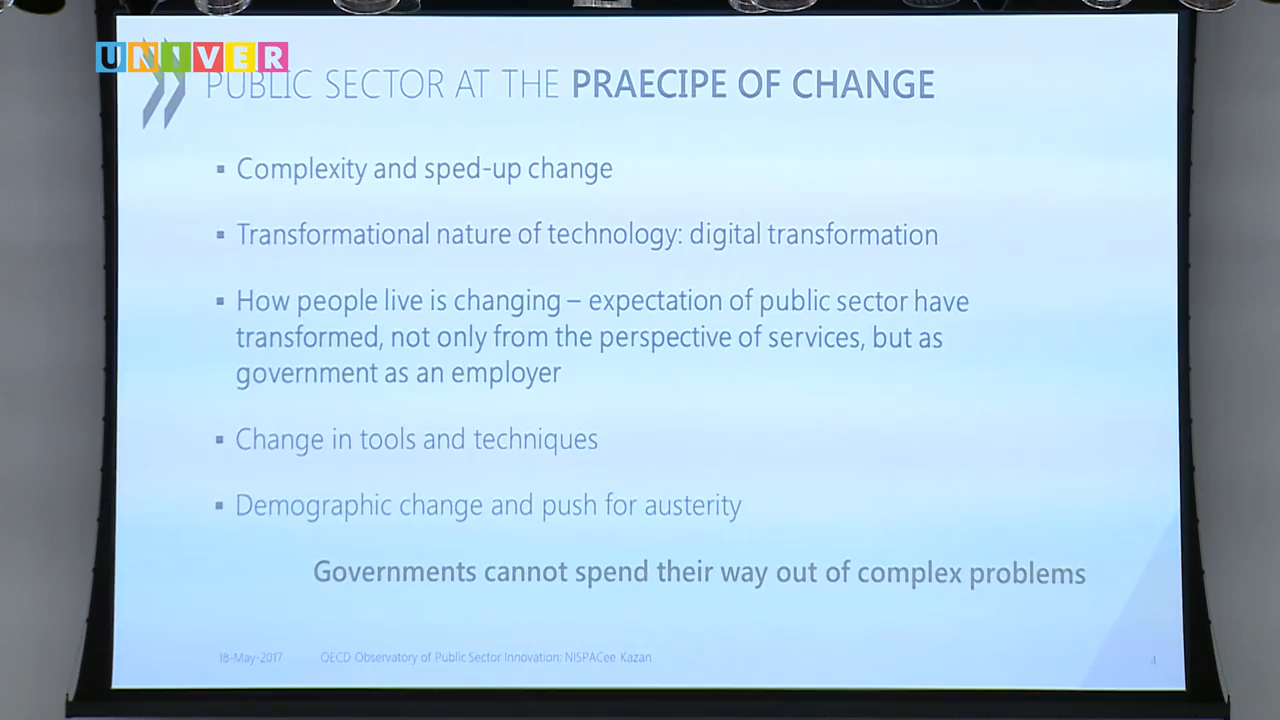 UNIVER
PUBLIC SECTOR AT THE PRAECIPE OF CHANGE
▪ Complexity and sped-up change
▪ Transformational nature of technology: digital transformation
▪ How people live is changing – expectation of public sector have
transformed, not only from the perspective of services, but as
government as an employer
▪ Change in tools and techniques
▪ Demographic change and push for austerity
Governments cannot spend their way out of complex problems
18-May-2017 OECD Observatory of Public Sector Innovation: NISPACee Kazan 4